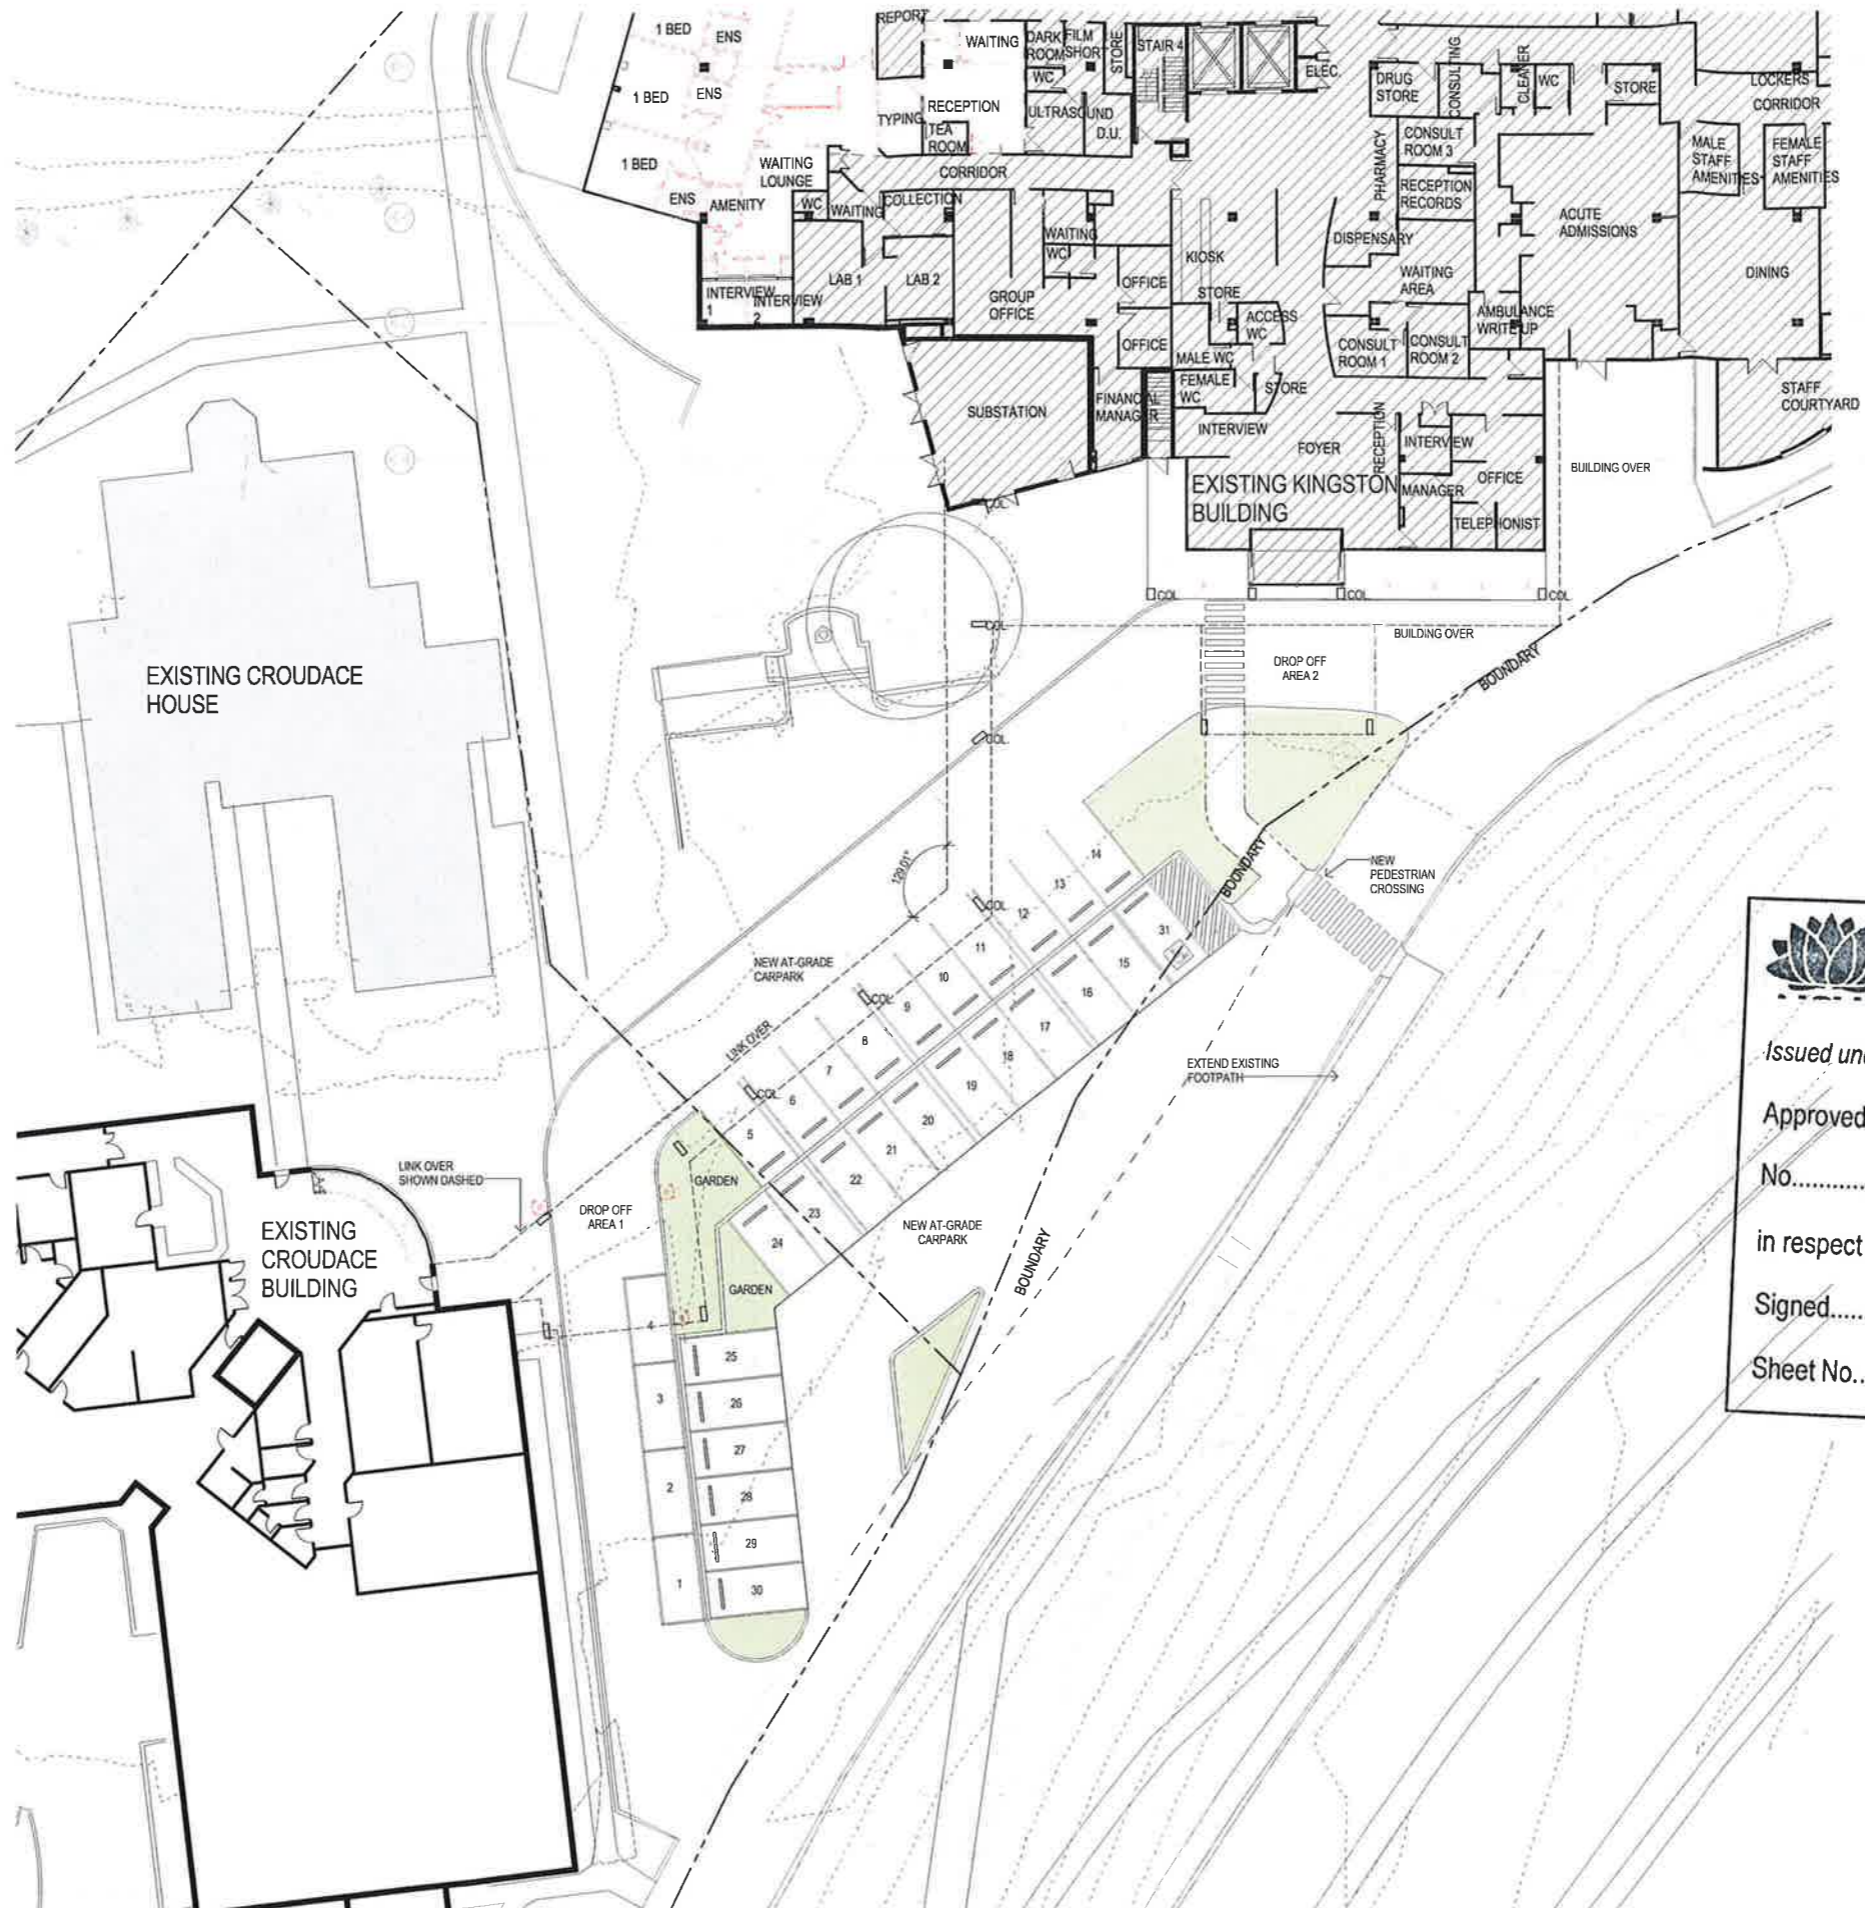 REPORT
WAITING
DARK
ROOM
FILM
SHORT
STORE
STAIR 4
ELEC.
1 BED
ENS
1 BED
ENS
1 BED
ENS
AMENITY
WAITING
LOUNGE
TYPING
RECEPTION
TEA
ROOM
WC
ULTRASOUND
D.U.
CORRIDOR
WC
WAITING
COLLECTION
LAB 1
LAB 2
INTERVIEW
1
INTERVIEW
2
GROUP
OFFICE
WAITING
WC
OFFICE
OFFICE
KIOSK
STORE
ACCESS
WC
MALE WC
FEMALE
WC
STORE
INTERVIEW
FINANCIAL
MANAGER
SUBSTATION
DRUG
STORE
CONSULTING
CLEANER
WC
STORE
LOCKERS
CORRIDOR
CONSULT
ROOM 3
PHARMACY
RECEPTION
RECORDS
MALE
STAFF
AMENITIES
FEMALE
STAFF
AMENITIES
ACUTE
ADMISSIONS
DISPENSARY
WAITING
AREA
DINING
AMBULANCE
WRITE UP
CONSULT
ROOM 1
CONSULT
ROOM 2
STAFF
COURTYARD
FOYER
RECEPTION
INTERVIEW
MANAGER
OFFICE
TELEPHONIST
BUILDING OVER
EXISTING KINGSTON
BUILDING
COL.
COL
COL
COL
COL.
BUILDING OVER
DROP OFF
AREA 2
BOUNDARY
EXISTING CROUDACE
HOUSE
COL.
129.01°
BOUNDARY
NEW
PEDESTRIAN
CROSSING
COL.
14
13
12
11
10
9
8
7
6
5
31
15
16
17
18
19
20
21
22
23
24
COL.
COL.
NEW AT-GRADE
CARPARK
LINK OVER
EXTEND EXISTING
FOOTPATH
LINK OVER
SHOWN DASHED
DROP OFF
AREA 1
GARDEN
GARDEN
NEW AT-GRADE
CARPARK
BOUNDARY
EXISTING
CROUDACE
BUILDING
4
3
2
1
25
26
27
28
29
30
Issued un
Approved
No.............
in respect
Signed......
Sheet No...